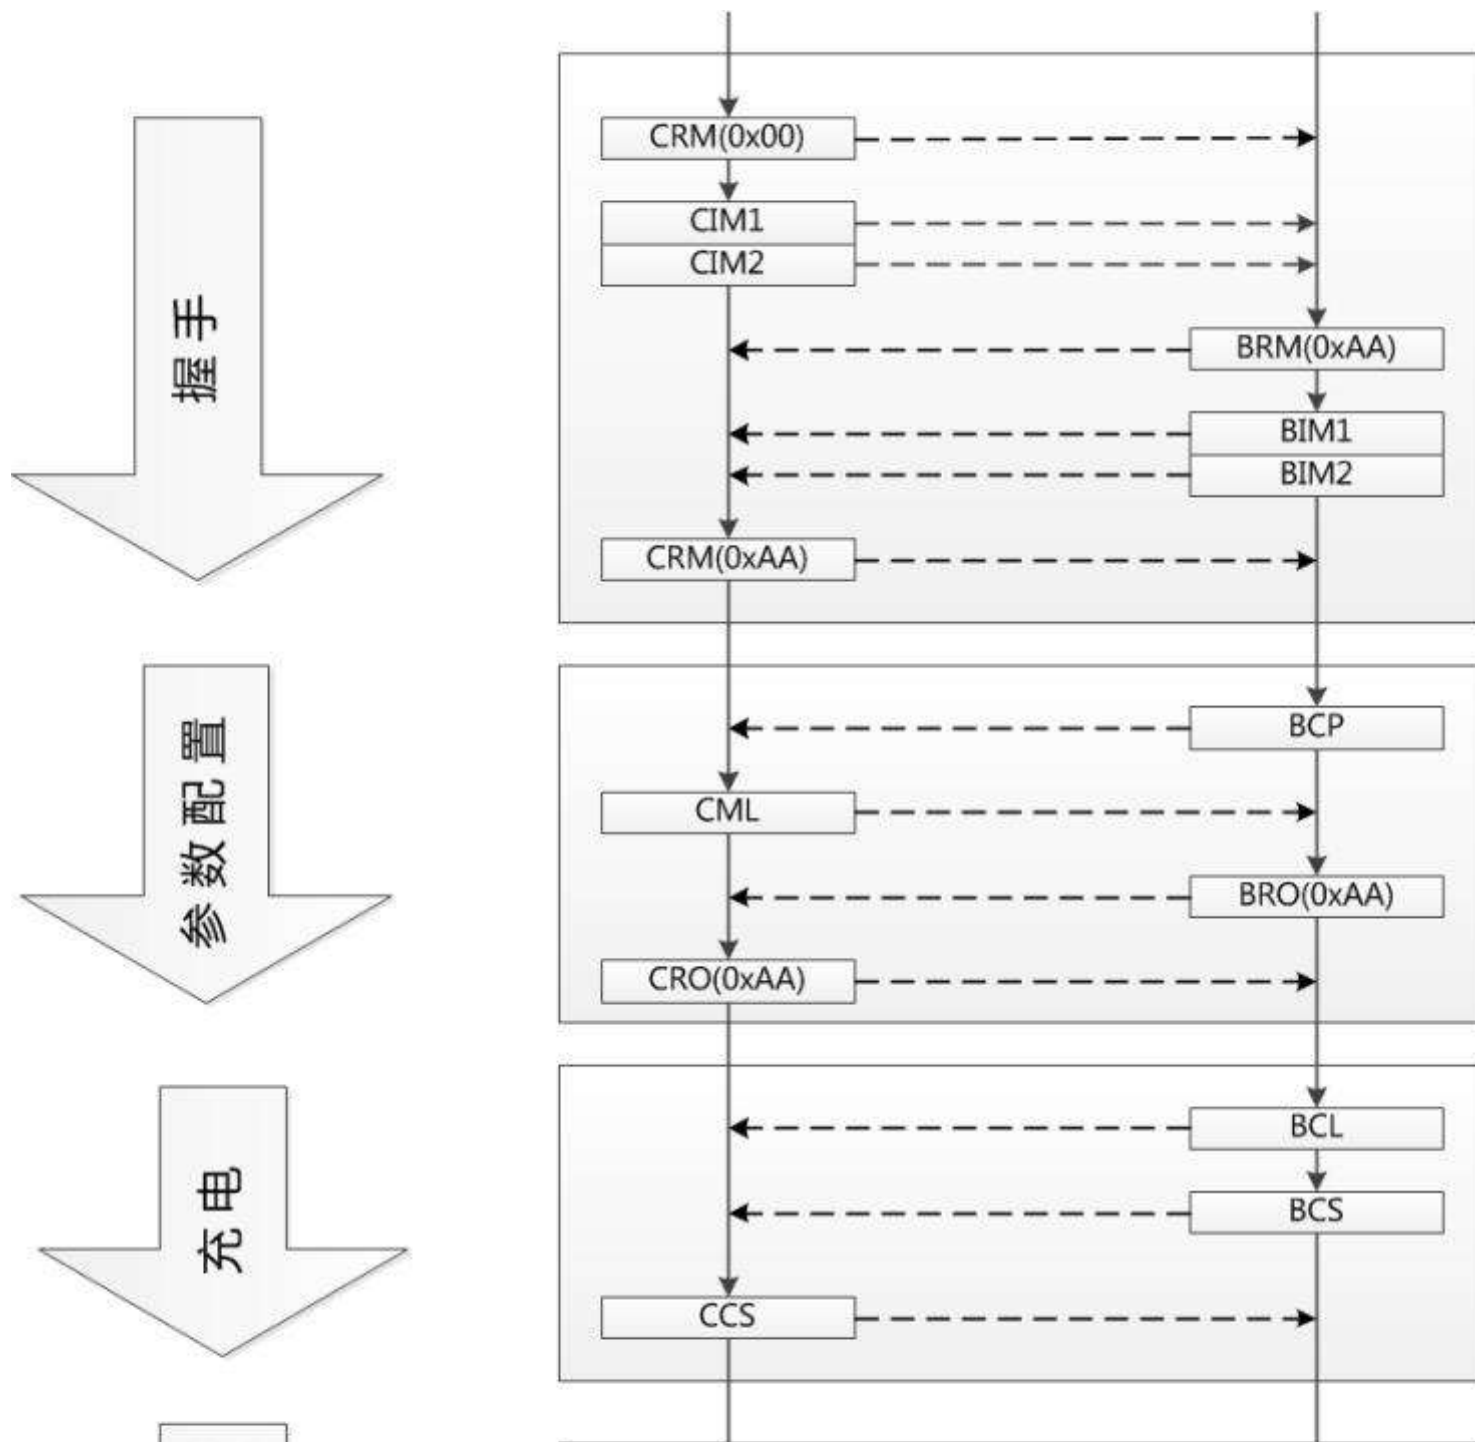 握手
CRM(0x00)
CIM1
CIM2
BRM(0xAA)
BIM1
BIM2
CRM(0xAA)
参数配置
BCP
CML
BRO(0xAA)
CRO(0xAA)
充电
BCL
BCS
CCS